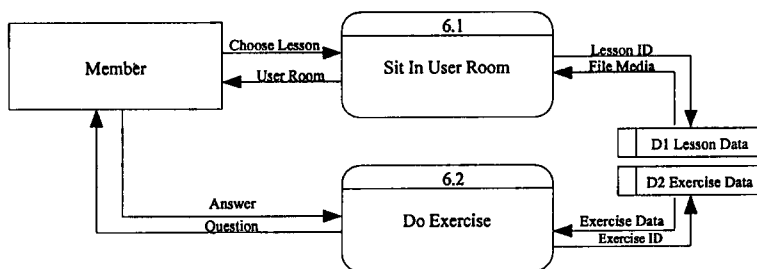 6.1
Choose Lesson
Lesson ID
Member
Sit In User Room
User Room
File Media
D1 Lesson Data
6.2
D2 Exercise Data
Answer
Do Exercise
Question
Exercise Data
Exercise ID